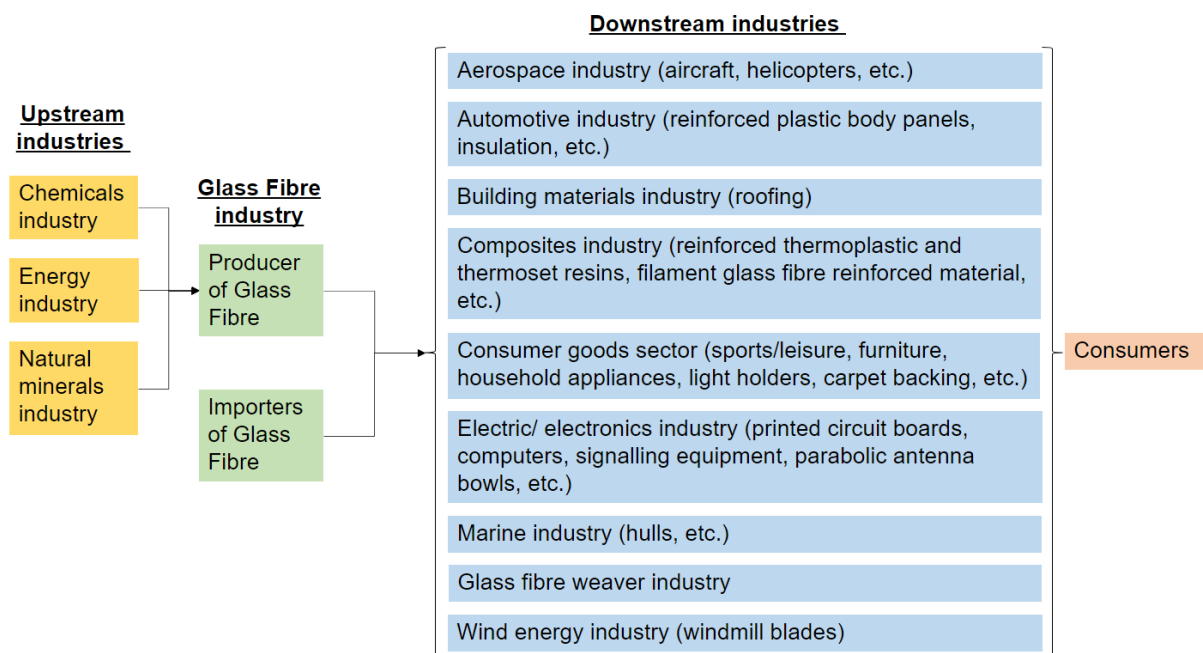 Downstream industries
Upstream
industries
Chemicals
industry
Energy
industry
Natural
minerals
industry
Glass Fibre
industry
Producer
of Glass
Fibre
Importers
of Glass
Fibre
Aerospace industry (aircraft, helicopters, etc.)
Automotive industry (reinforced plastic body panels,
insulation, etc.)
Building materials industry (roofing)
Composites industry (reinforced thermoplastic and
thermoset resins, filament glass fibre reinforced material,
etc.)
Consumer goods sector (sports/leisure, furniture,
household appliances, light holders, carpet backing, etc.)
Electric/ electronics industry (printed circuit boards,
computers, signalling equipment, parabolic antenna
bowls, etc.)
Marine industry (hulls, etc.)
Glass fibre weaver industry
Wind energy industry (windmill blades)
Consumers